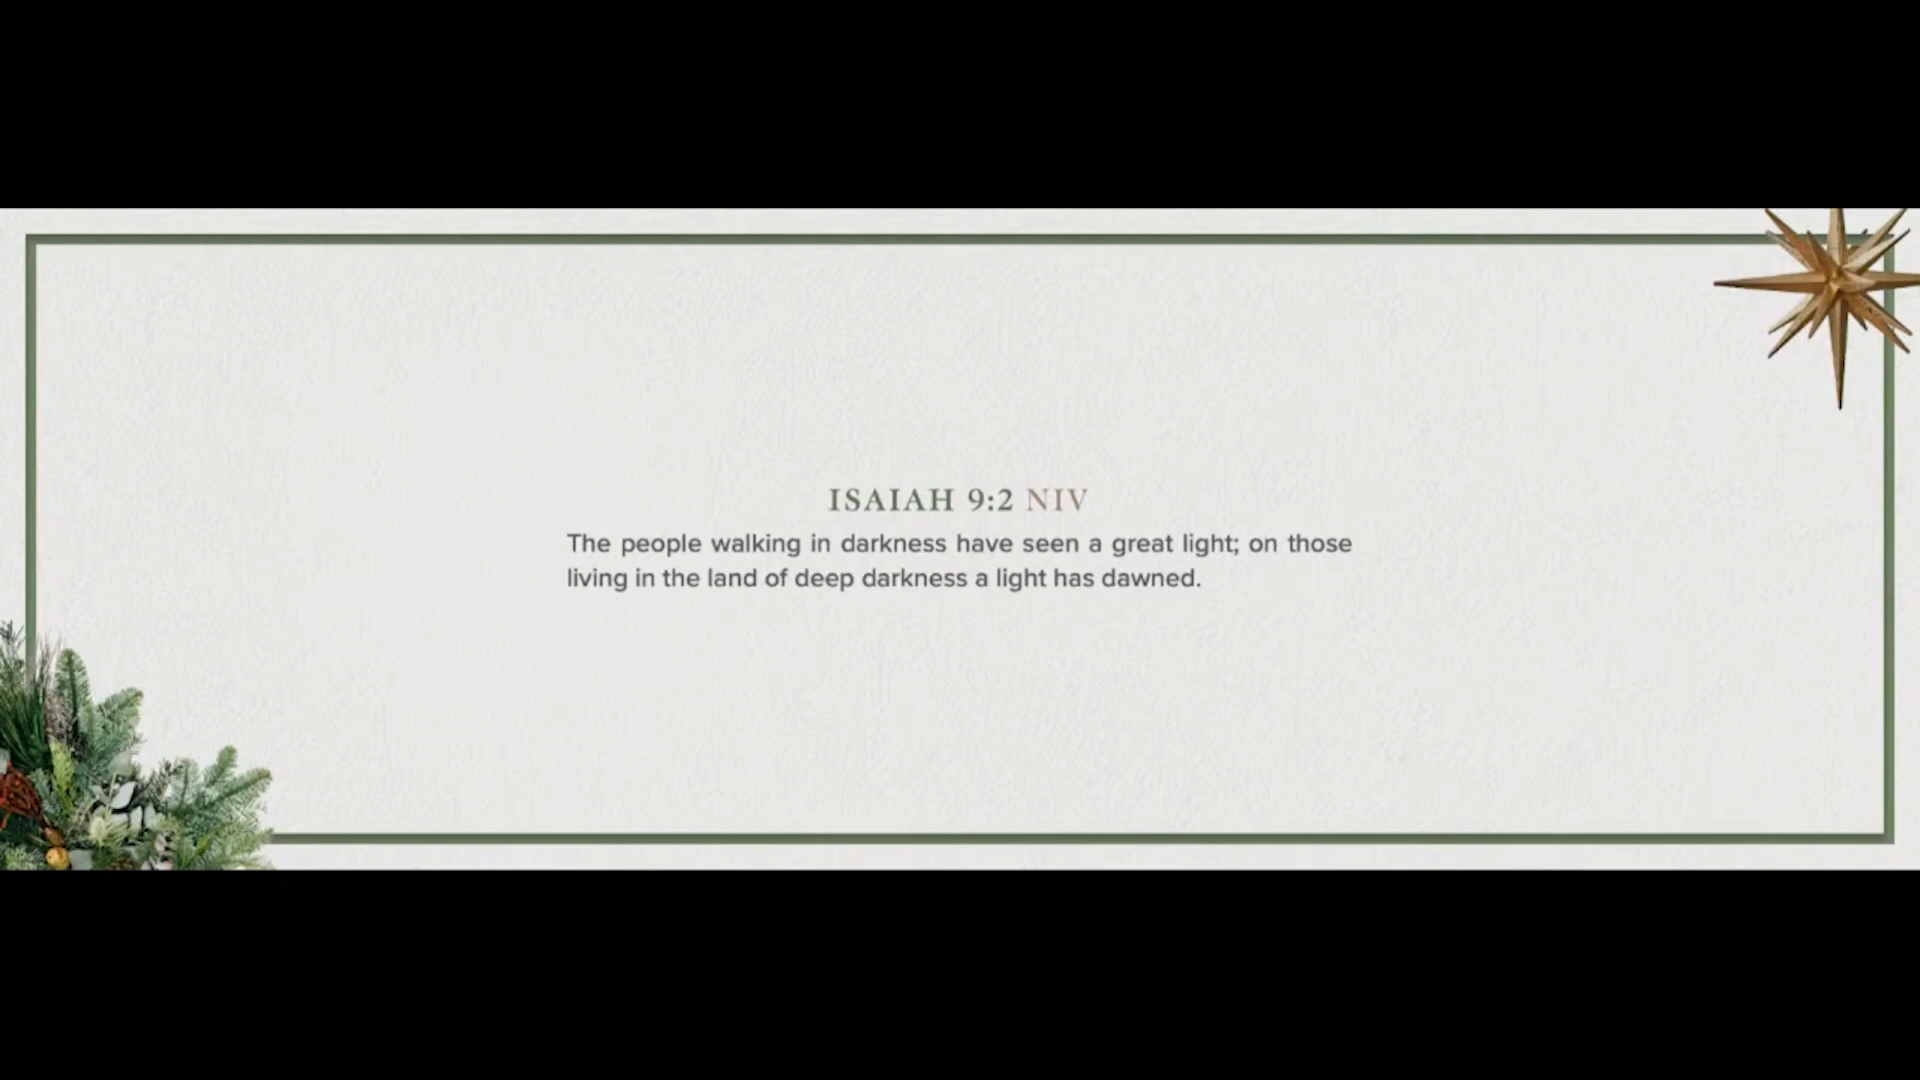 ISAIAH 9:2 NIV
The people walking in darkness have seen a great light; on those
living in the land of deep darkness a light has dawned.